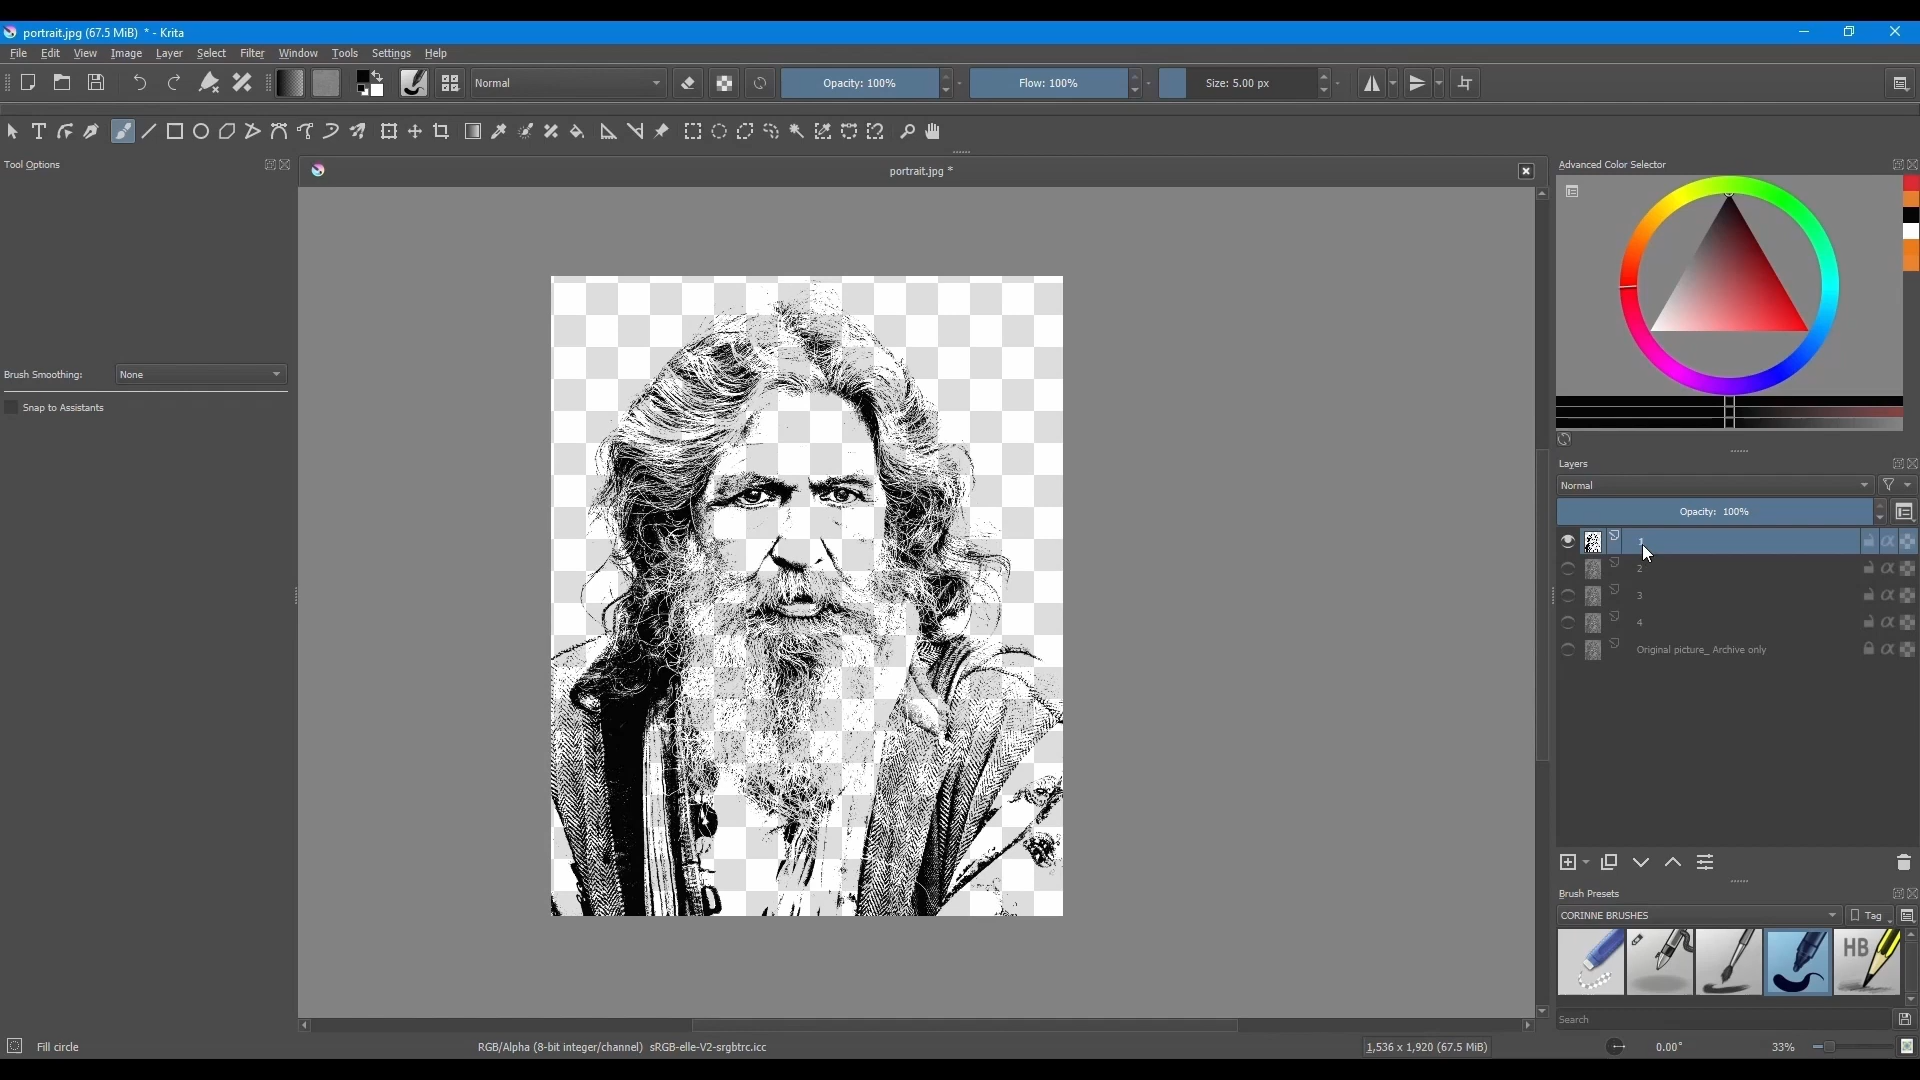 portrait.jpg (67.5 MiB) * - Krita
File Edit View Image Layer Select Filter Window Tools Settings Help
Normal Opacity: 100% Flow: 100% Size: 5.00 px
Tool Options
portrait.jpg *
Advanced Color Selector
Brush Smoothing: None
Snap to Assistants
Layers
Normal
Opacity: 100%
1
2
3
4
Original picture_ Archive only
Brush Presets
CORINNE BRUSHES Tag
HB
Search
Fill circle RGB/Alpha (8-bit integer/channel) sRGB-elle-V2-srgbtrc.icc 1,536 x 1,920 (67.5 MiB) 0.00° 33%